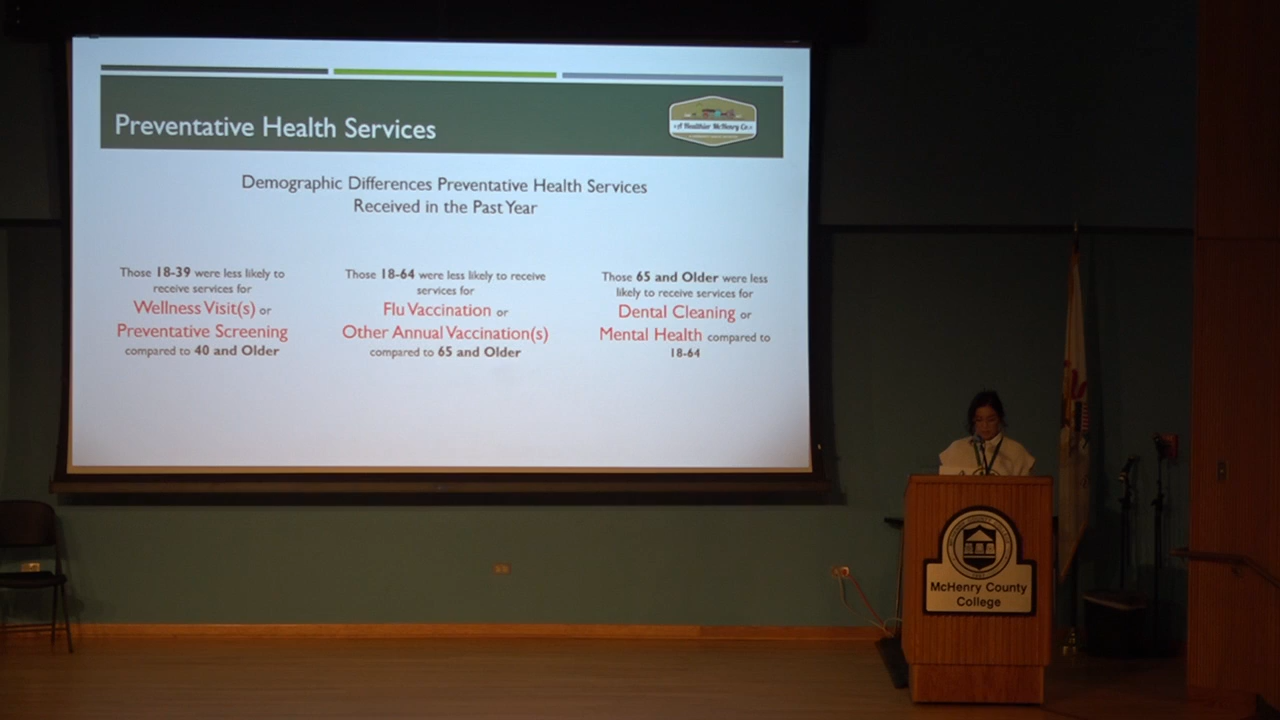 Preventative Health Services
A Healthier McHenry Co.
Demographic Differences Preventative Health Services
Received in the Past Year
Those 18-39 were less likely to
receive services for
Wellness Visit(s) or
Preventative Screening
compared to 40 and Older
Those 18-64 were less likely to receive
services for
Flu Vaccination or
Other Annual Vaccination(s)
compared to 65 and Older
Those 65 and Older were less
likely to receive services for
Dental Cleaning or
Mental Health compared to
18-64
McHenry County
College